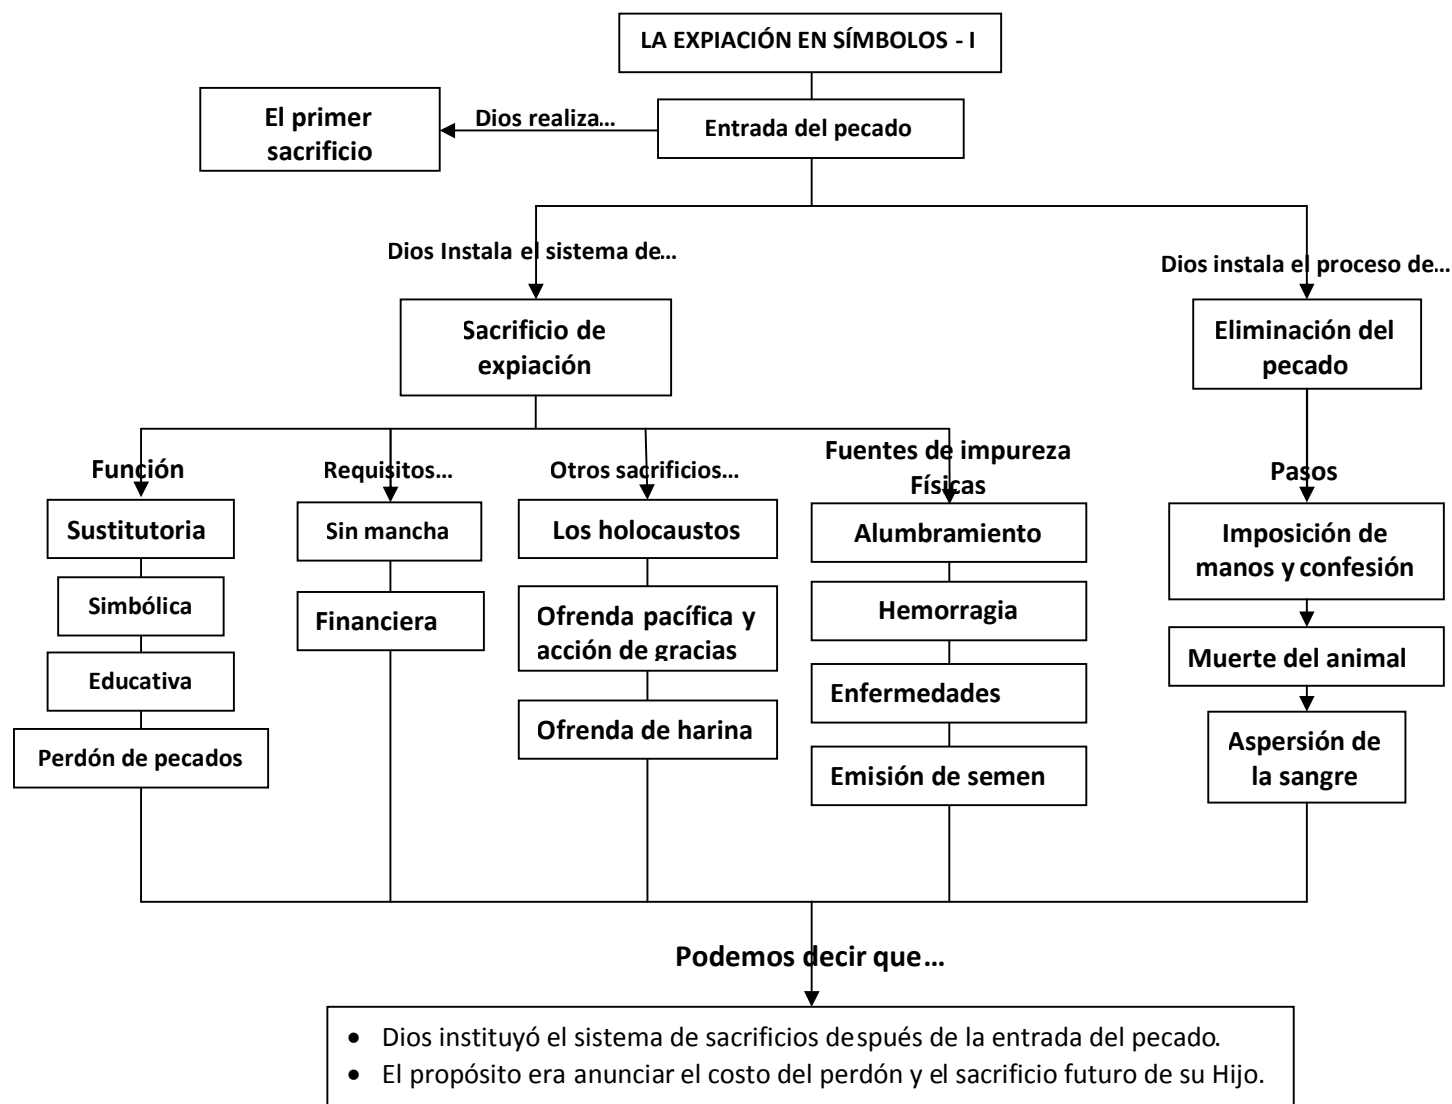 LA EXPIACIÓN EN SÍMBOLOS - I
El primer
sacrificio
Dios realiza...
Entrada del pecado
Dios Instala el sistema de...
Dios instala el proceso de...
Sacrificio de
expiación
Eliminación del
pecado
Función
Requisitos...
Otros sacrificios...
Fuentes de impureza
Físicas
Pasos
Sustitutoria
Simbólica
Educativa
Perdón de pecados
Sin mancha
Financiera
Los holocaustos
Ofrenda pacífica y
acción de gracias
Ofrenda de harina
Alumbramiento
Hemorragia
Enfermedades
Emisión de semen
Imposición de
manos y confesión
Muerte del animal
Aspersión de
la sangre
Podemos decir que...
• Dios instituyó el sistema de sacrificios después de la entrada del pecado.
• El propósito era anunciar el costo del perdón y el sacrificio futuro de su Hijo.